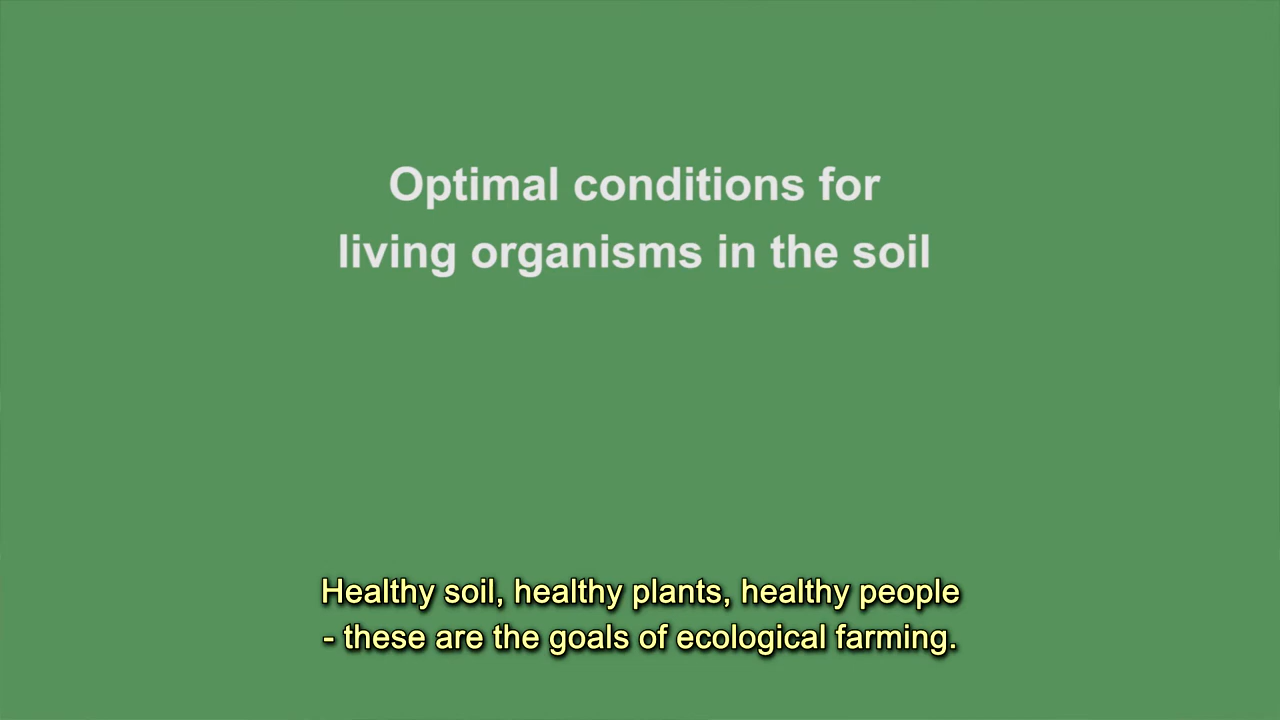 Optimal conditions for
living organisms in the soil
Healthy soil, healthy plants, healthy people
- these are the goals of ecological farming.